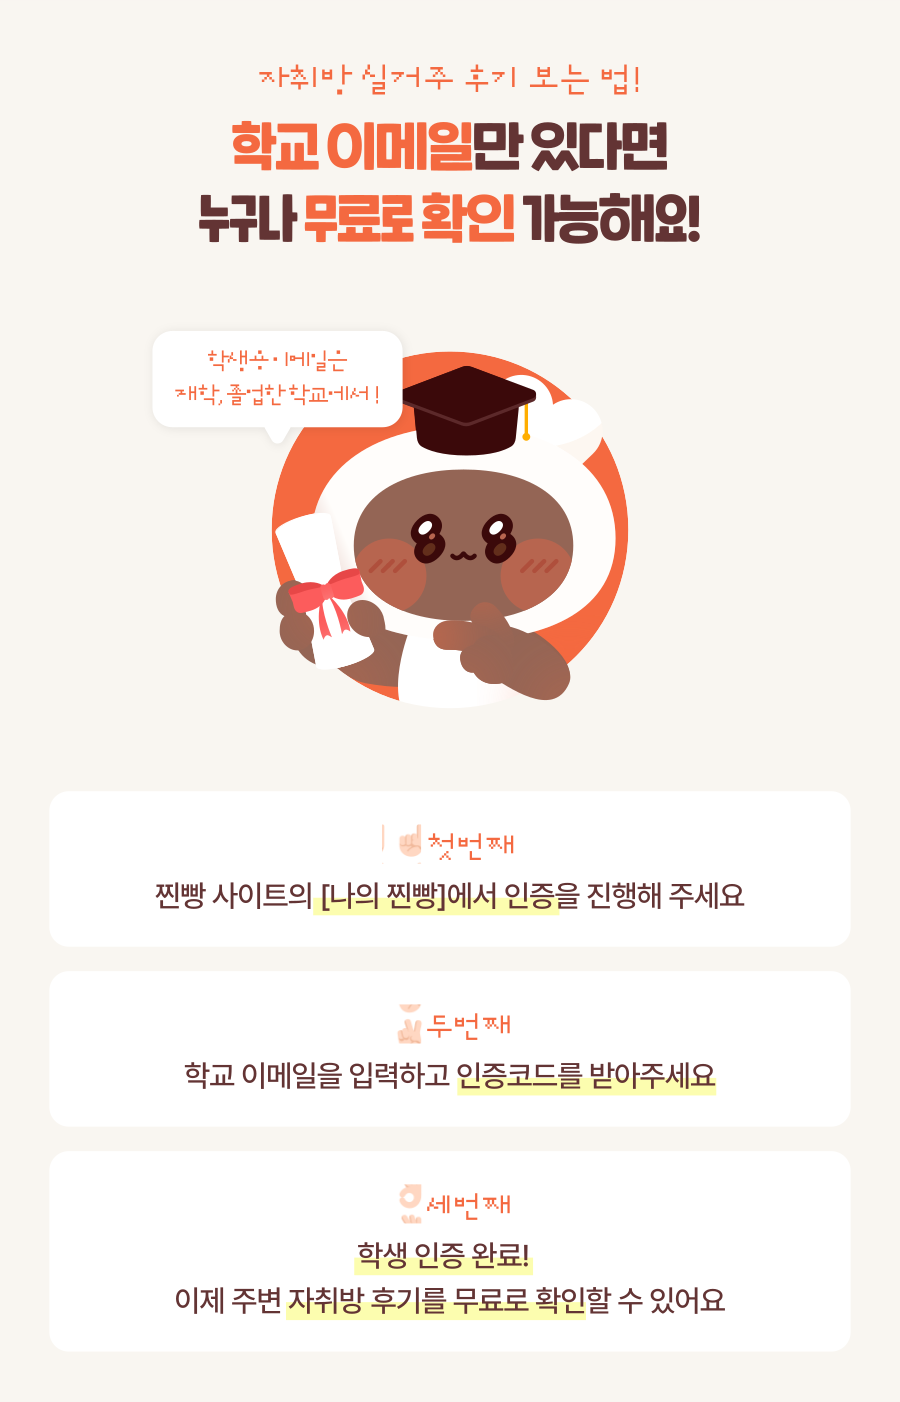 자취방 실거주 후기 보는 법!
학교 이메일만 있다면
누구나 무료로 확인 가능해요!
학생용 이메일은
재학, 졸업한 학교에서!
첫번째
찐빵 사이트의 [나의 찐빵]에서 인증을 진행해 주세요
두번째
학교 이메일을 입력하고 인증코드를 받아주세요
세번째
학생 인증 완료!
이제 주변 자취방 후기를 무료로 확인할 수 있어요